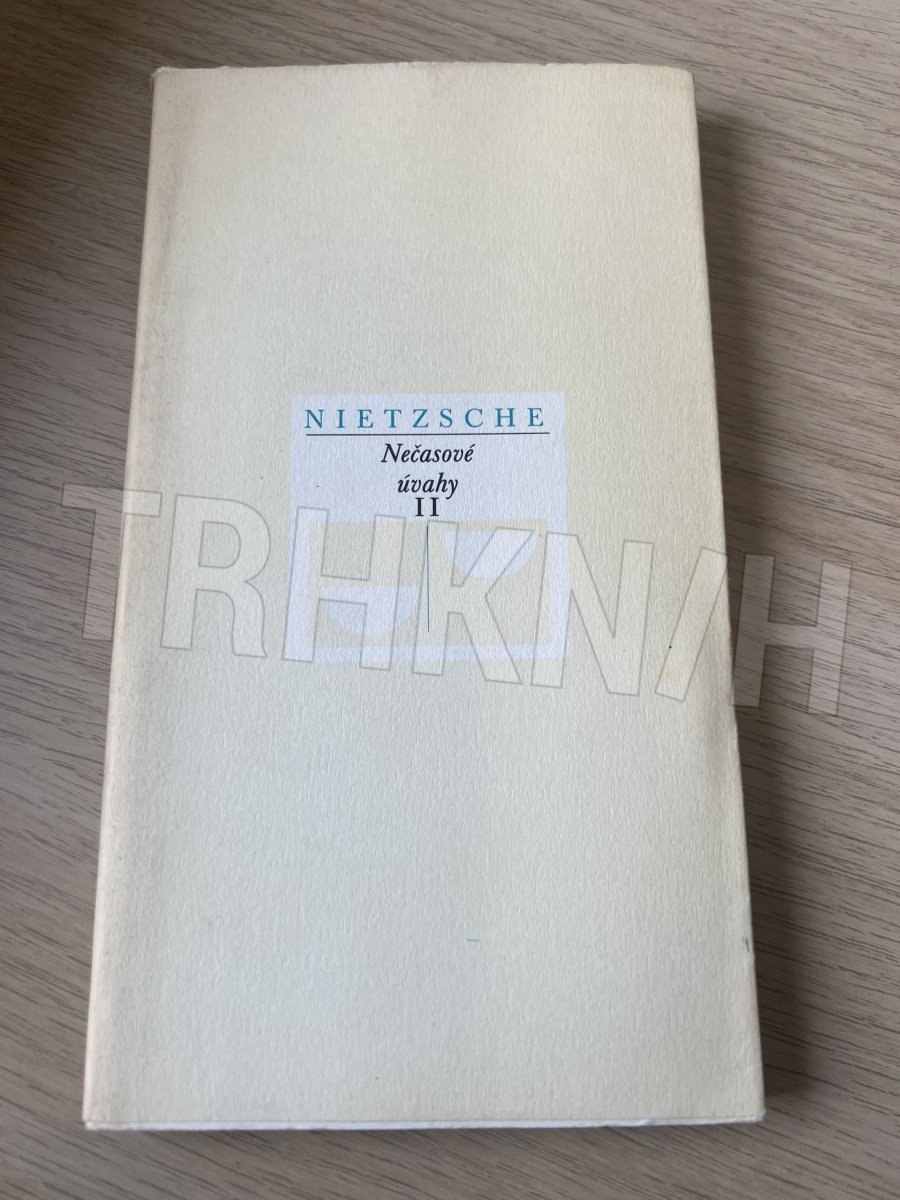 NIETZSCHE
Nečasové
úvahy
II
TRHKNIH